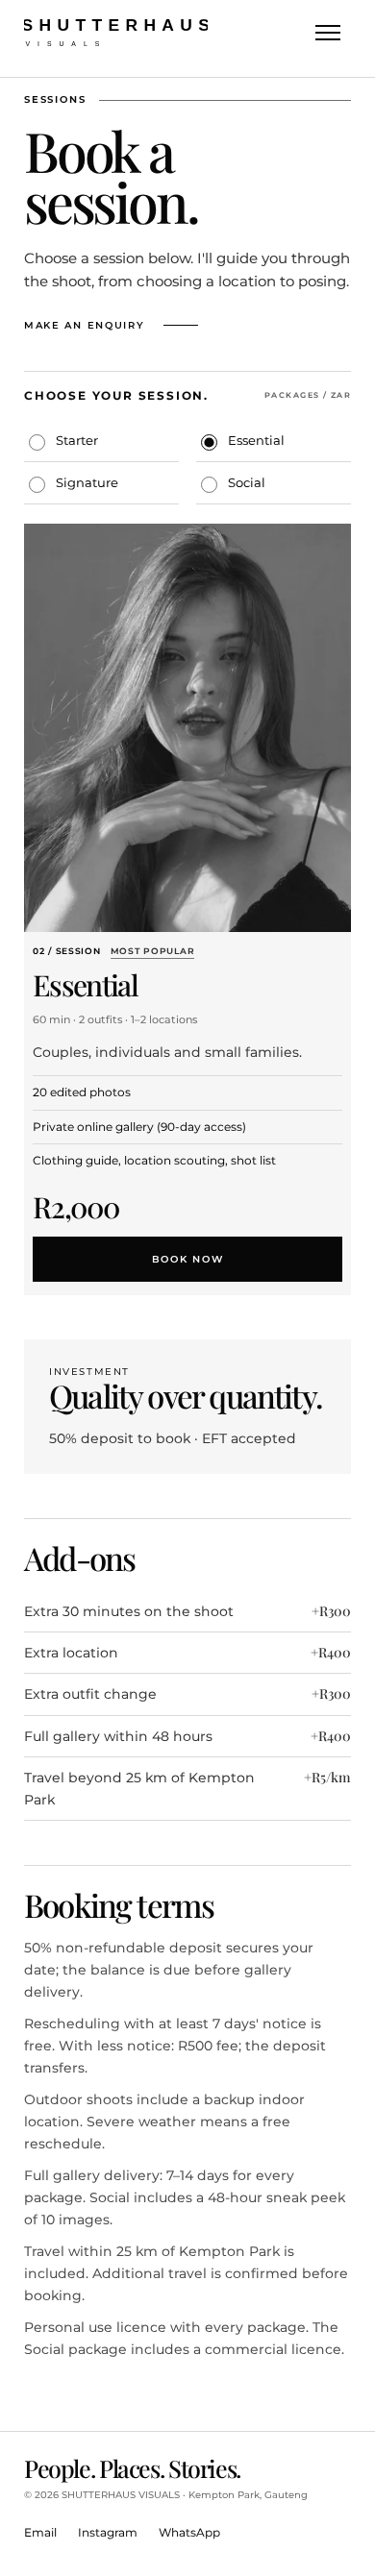 SHUTTERHAUS
VISUALS
SESSIONS
Book a
session.
Choose a session below. I'll guide you through
the shoot, from choosing a location to posing.
MAKE AN ENQUIRY
CHOOSE YOUR SESSION.
PACKAGES / ZAR
Starter
Essential
Signature
Social
02 / SESSION MOST POPULAR
Essential
60 min · 2 outfits · 1–2 locations
Couples, individuals and small families.
20 edited photos
Private online gallery (90-day access)
Clothing guide, location scouting, shot list
R2,000
BOOK NOW
INVESTMENT
Quality over quantity.
50% deposit to book · EFT accepted
Add-ons
Extra 30 minutes on the shoot +R300
Extra location +R400
Extra outfit change +R300
Full gallery within 48 hours +R400
Travel beyond 25 km of Kempton +R5/km
Park
Booking terms
50% non-refundable deposit secures your
date; the balance is due before gallery
delivery.
Rescheduling with at least 7 days' notice is
free. With less notice: R500 fee; the deposit
transfers.
Outdoor shoots include a backup indoor
location. Severe weather means a free
reschedule.
Full gallery delivery: 7–14 days for every
package. Social includes a 48-hour sneak peek
of 10 images.
Travel within 25 km of Kempton Park is
included. Additional travel is confirmed before
booking.
Personal use licence with every package. The
Social package includes a commercial licence.
People. Places. Stories.
© 2026 SHUTTERHAUS VISUALS · Kempton Park, Gauteng
Email Instagram WhatsApp